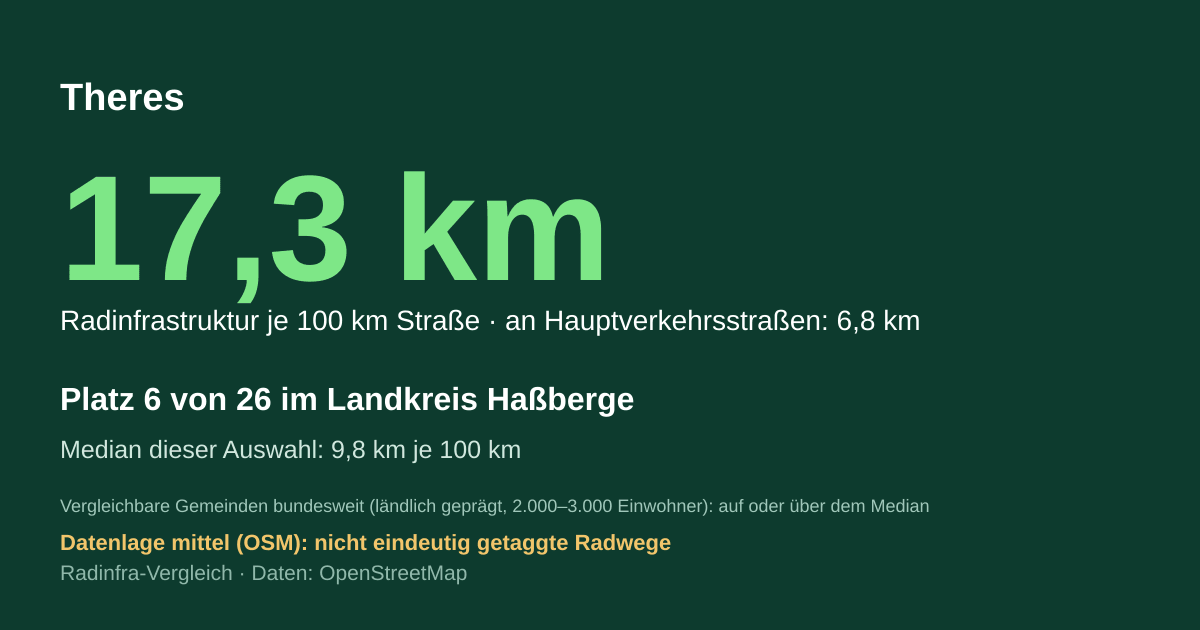 Theres
17,3 km
Radinfrastruktur je 100 km Straße · an Hauptverkehrsstraßen: 6,8 km
Platz 6 von 26 im Landkreis Haßberge
Median dieser Auswahl: 9,8 km je 100 km
Vergleichbare Gemeinden bundesweit (ländlich geprägt, 2.000–3.000 Einwohner): auf oder über dem Median
Datenlage mittel (OSM): nicht eindeutig getaggte Radwege
Radinfra-Vergleich · Daten: OpenStreetMap